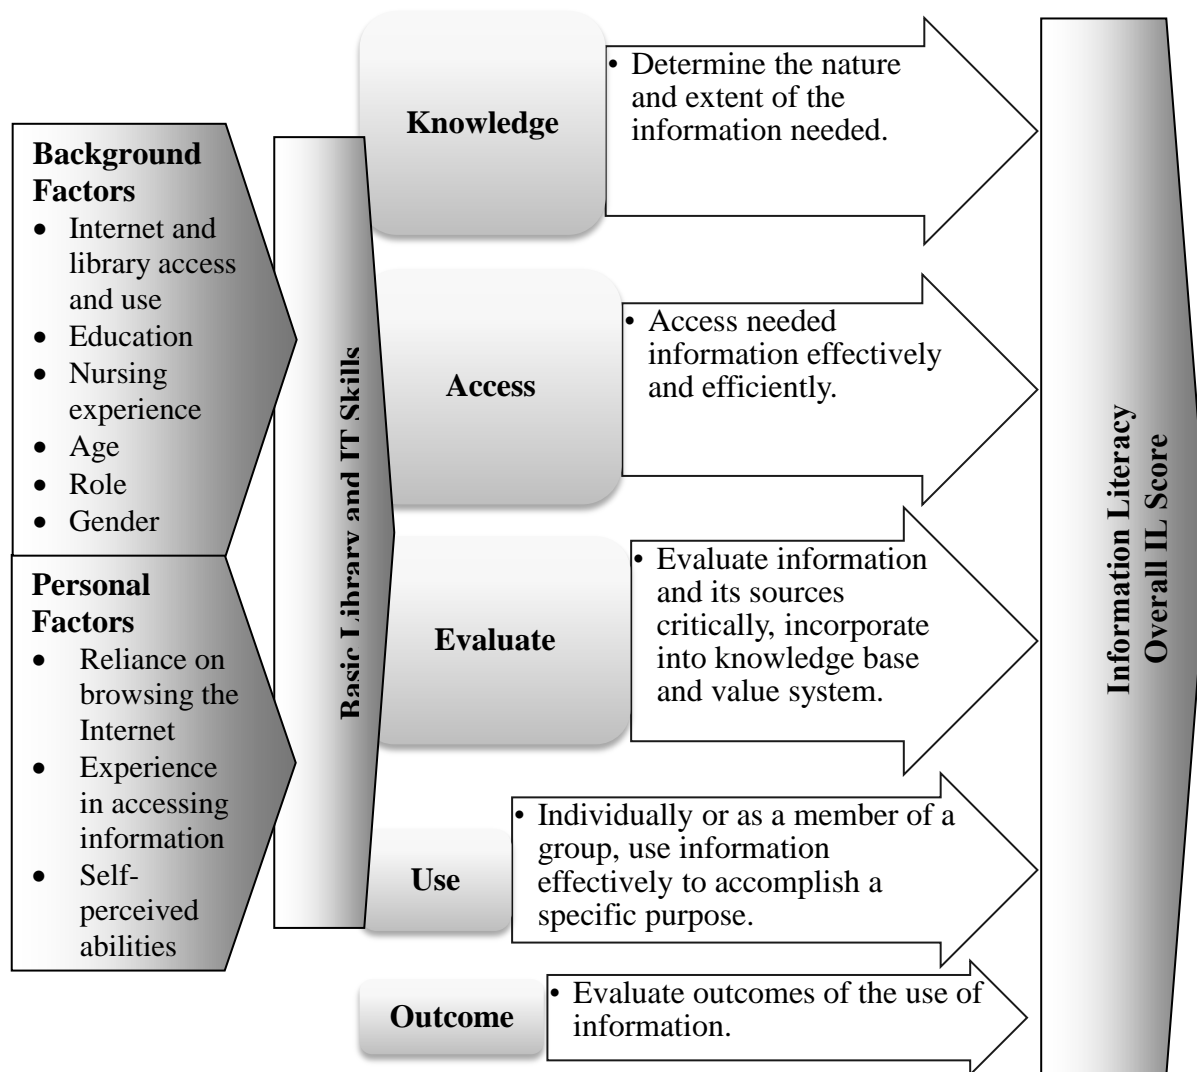 Background
Factors
• Internet and
library access
and use
• Education
• Nursing
experience
• Age
• Role
• Gender
Personal
Factors
• Reliance on
browsing the
Internet
• Experience
in accessing
information
• Self-
perceived
abilities
Basic Library and IT Skills
Knowledge
• Determine the nature
and extent of the
information needed.
Access
• Access needed
information effectively
and efficiently.
Evaluate
• Evaluate information
and its sources
critically, incorporate
into knowledge base
and value system.
Use
• Individually or as a member of a
group, use information
effectively to accomplish a
specific purpose.
Outcome
• Evaluate outcomes of the use of
information.
Information Literacy
Overall IL Score